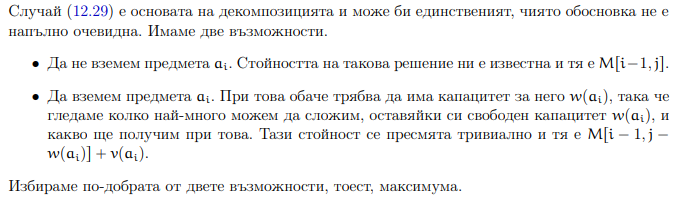 Случай (12.29) е основата на декомпозицията и може би единственият, чиято обосновка не е
напълно очевидна. Имаме две възможности.
• Да не вземем предмета aᵢ. Стойността на такова решение ни е известна и тя е M[i−1, j].
• Да вземем предмета aᵢ. При това обаче трябва да има капацитет за него w(aᵢ), така че
гледаме колко най-много можем да сложим, оставяйки си свободен капацитет w(aᵢ), и
какво ще получим при това. Тази стойност се пресмята тривиално и тя е M[i − 1, j −
w(aᵢ)] + v(aᵢ).
Избираме по-добрата от двете възможности, тоест, максимума.